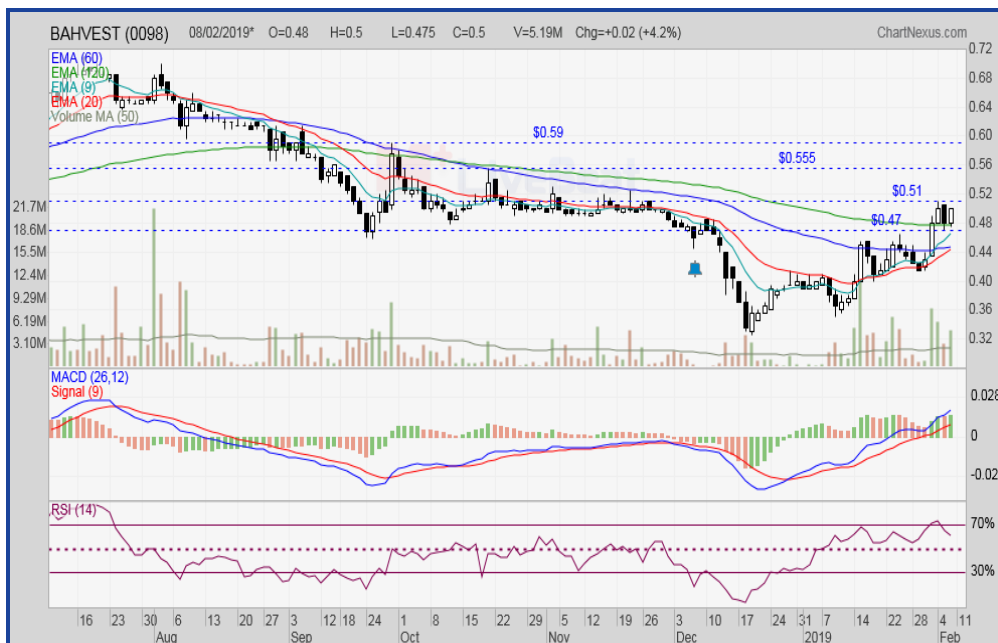 BAHVEST (0098) 08/02/2019* O=0.48 H=0.5 L=0.475 C=0.5 V=5.19M Chg=+0.02 (+4.2%) ChartNexus.com
EMA (60)
EMA (120)
EMA (9)
EMA (20)
Volume MA (50)
$0.59
$0.555
$0.51
$0.47
0.72
0.68
0.64
0.60
0.56
0.52
0.48
0.44
0.40
0.36
0.32
21.7M
18.6M
15.5M
12.4M
9.29M
6.19M
3.10M
MACD (26,12)
Signal (9)
0.028
0
-0.02
RSI (14)
70%
30%
16 23 30 6 13 20 27 3 12 18 24 1 8 15 22 29 5 12 19 26 3 10 17 24 31 7 14 22 28 4 11
Aug Sep Oct Nov Dec 2019 Feb